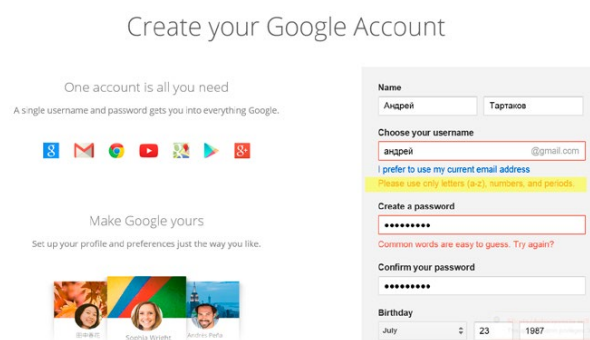 Create your Google Account
One account is all you need
A single username and password gets you into everything Google.
Make Google yours
Set up your profile and preferences just the way you like.
Sophia Wright
Andrés Peña
Name
Андрей
Тартаков
Choose your username
андрей
@gmail.com
I prefer to use my current email address
Please use only letters (a-z), numbers, and periods.
Create a password
Common words are easy to guess. Try again?
Confirm your password
Birthday
July
23
1987